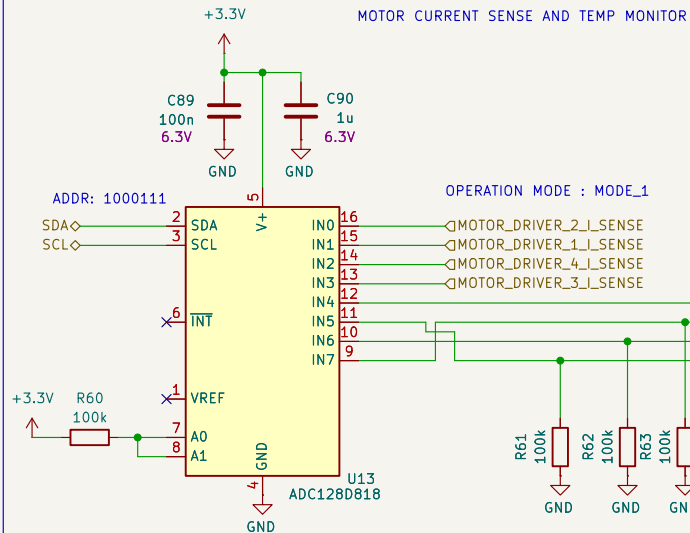 +3.3V
MOTOR CURRENT SENSE AND TEMP MONITOR
C89
100n
6.3V
C90
1u
6.3V
GND
GND
ADDR: 1000111
OPERATION MODE : MODE_1
5
V+
SDA
2
SDA
SCL
3
SCL
6
INT
1
VREF
7
A0
8
A1
IN0
16
MOTOR_DRIVER_2_I_SENSE
IN1
15
MOTOR_DRIVER_1_I_SENSE
IN2
14
MOTOR_DRIVER_4_I_SENSE
IN3
13
MOTOR_DRIVER_3_I_SENSE
IN4
12
IN5
11
IN6
10
IN7
9
+3.3V
R60
100k
GND
4
U13
ADC128D818
GND
R61
100k
R62
100k
R63
100k
GND
GND
GN